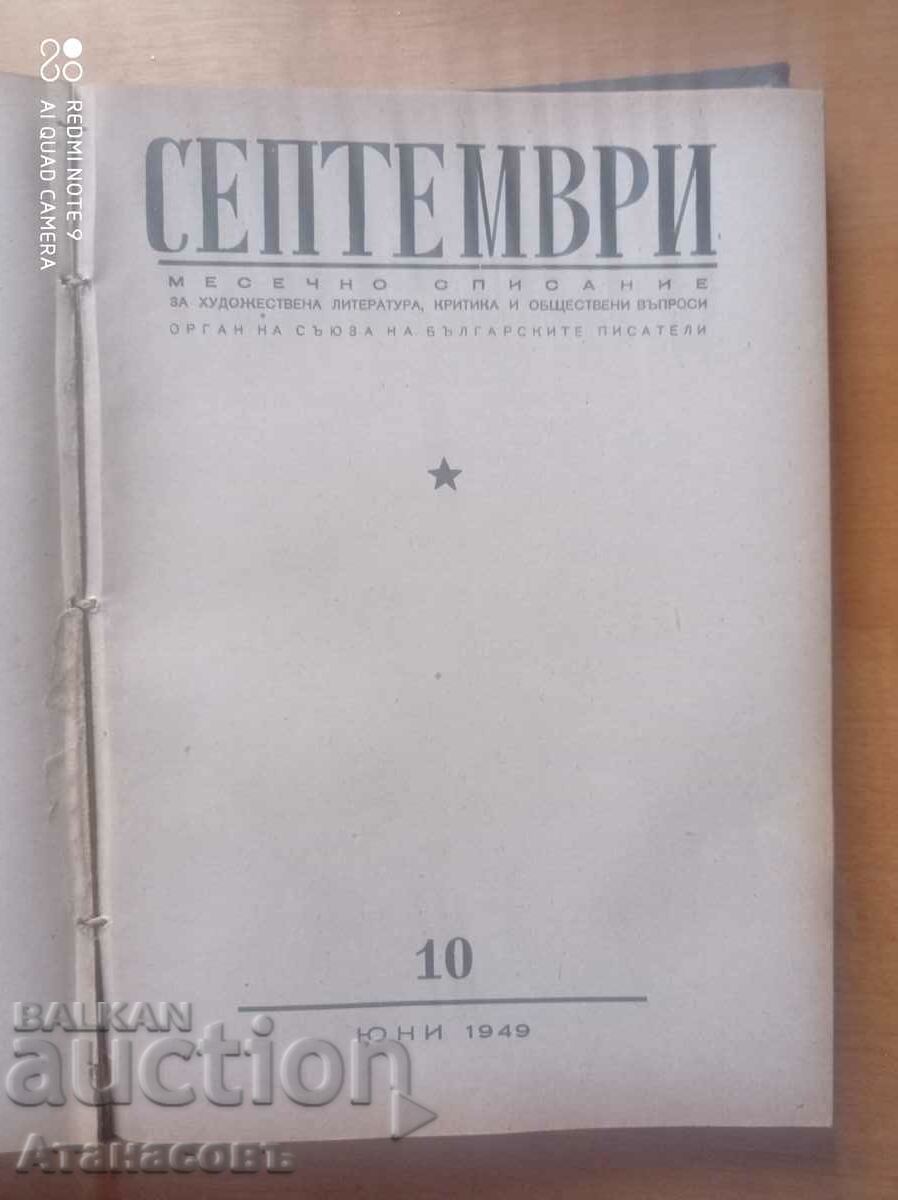 СЕПТЕМВРИ
МЕСЕЧНО СПИСАНИЕ
ЗА ХУДОЖЕСТВЕНА ЛИТЕРАТУРА, КРИТИКА И ОБЩЕСТВЕНИ ВЪПРОСИ
ОРГАН НА СЪЮЗА НА БЪЛГАРСКИТЕ ПИСАТЕЛИ
10
ЮНИ 1949
REDMI NOTE 9
AI QUAD CAMERA
BALKAN
auction
Атанасовъ